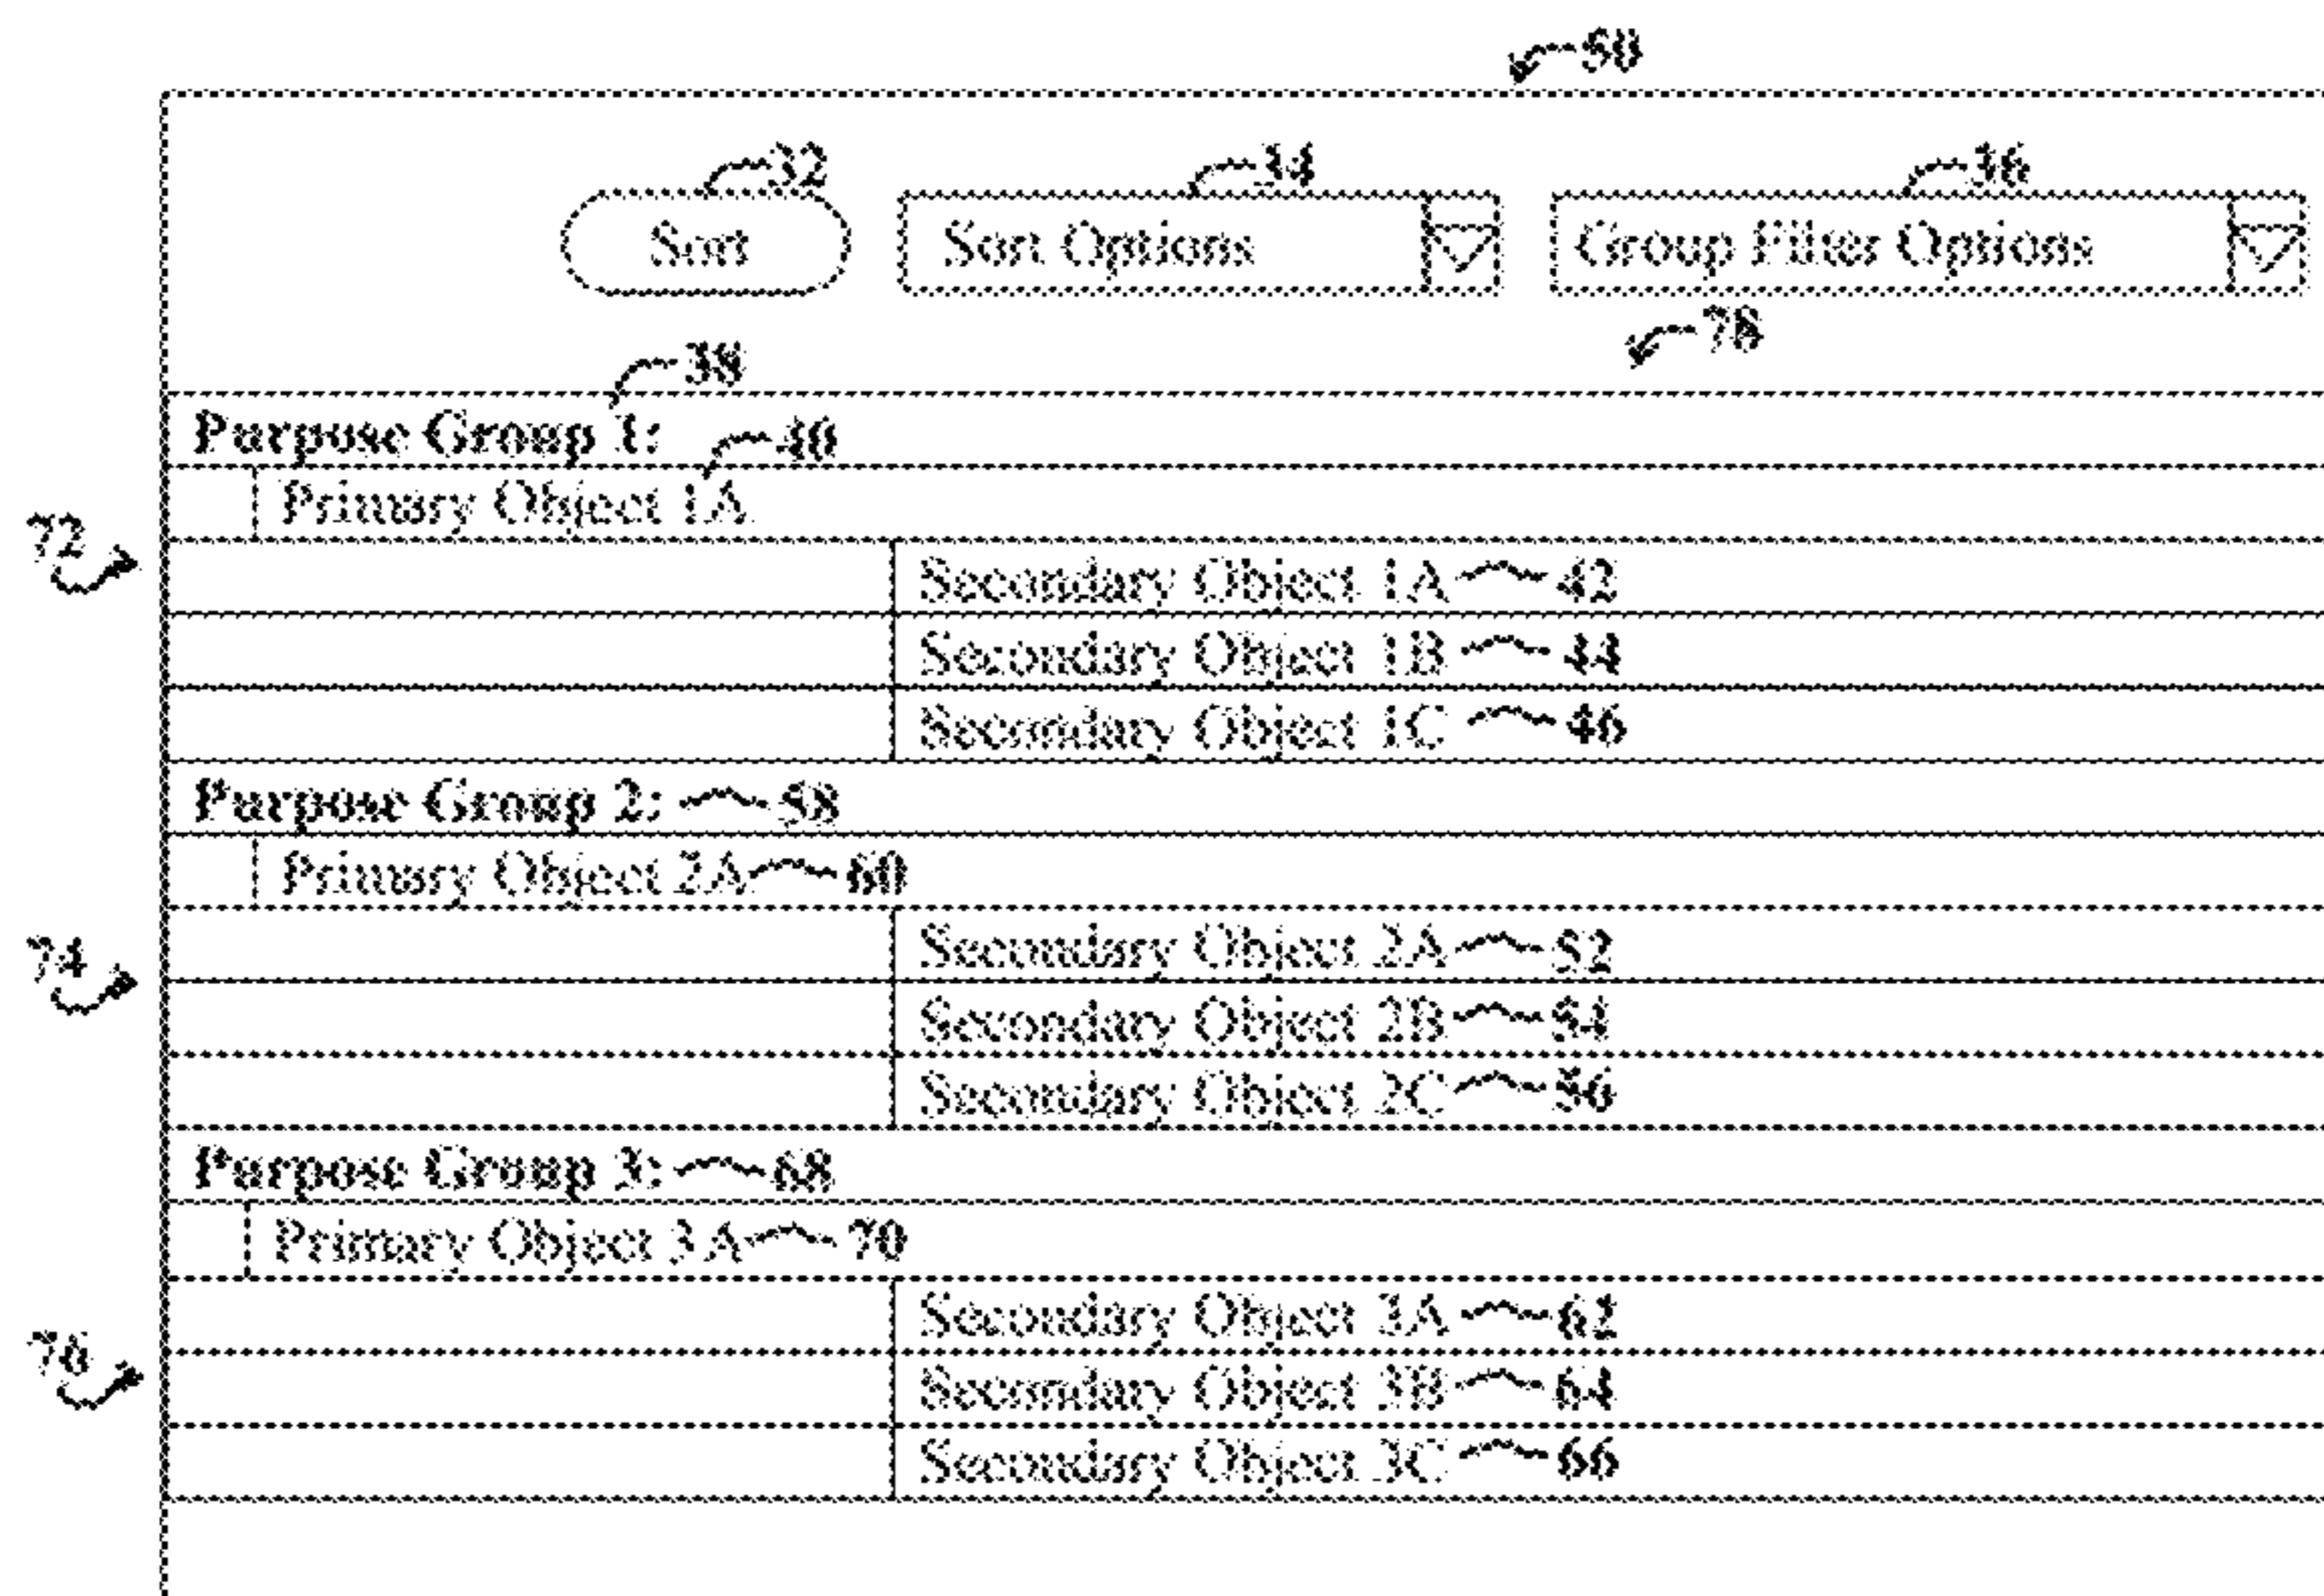 50
32 34 36
Sort Sort Options Group Filter Options
78
38
Purpose Group 1: 40
Primary Object 1A
72
Secondary Object 1A 42
Secondary Object 1B 44
Secondary Object 1C 46
Purpose Group 2: 58
Primary Object 2A 60
Secondary Object 2A 52
74
Secondary Object 2B 54
Secondary Object 2C 56
Purpose Group 3: 68
Primary Object 3A 70
Secondary Object 3A 62
76
Secondary Object 3B 64
Secondary Object 3C 66